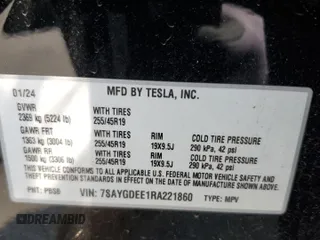 01/24 MFD BY TESLA, INC.
GVWR WITH TIRES
2369 kg (5224 lb) 255/45R19
GAWR FRT WITH TIRES RIM COLD TIRE PRESSURE
1363 kg (3004 lb) 255/45R19 19X9.5J 290 kPa, 42 psi
GAWR RR WITH TIRES RIM COLD TIRE PRESSURE
1500 kg (3306 lb) 255/45R19 19X9.5J 290 kPa, 42 psi
THIS VEHICLE CONFORMS TO ALL APPLICABLE FEDERAL MOTOR VEHICLE
SAFETY, BUMPER AND THEFT PREVENTION STANDARDS IN EFFECT ON THE DATE OF
MANUFACTURE SHOWN ABOVE.
PNT: PBSB VIN: 7SAYGDEE1RA221860 TYPE: MPV
AUTOBIDMASTER